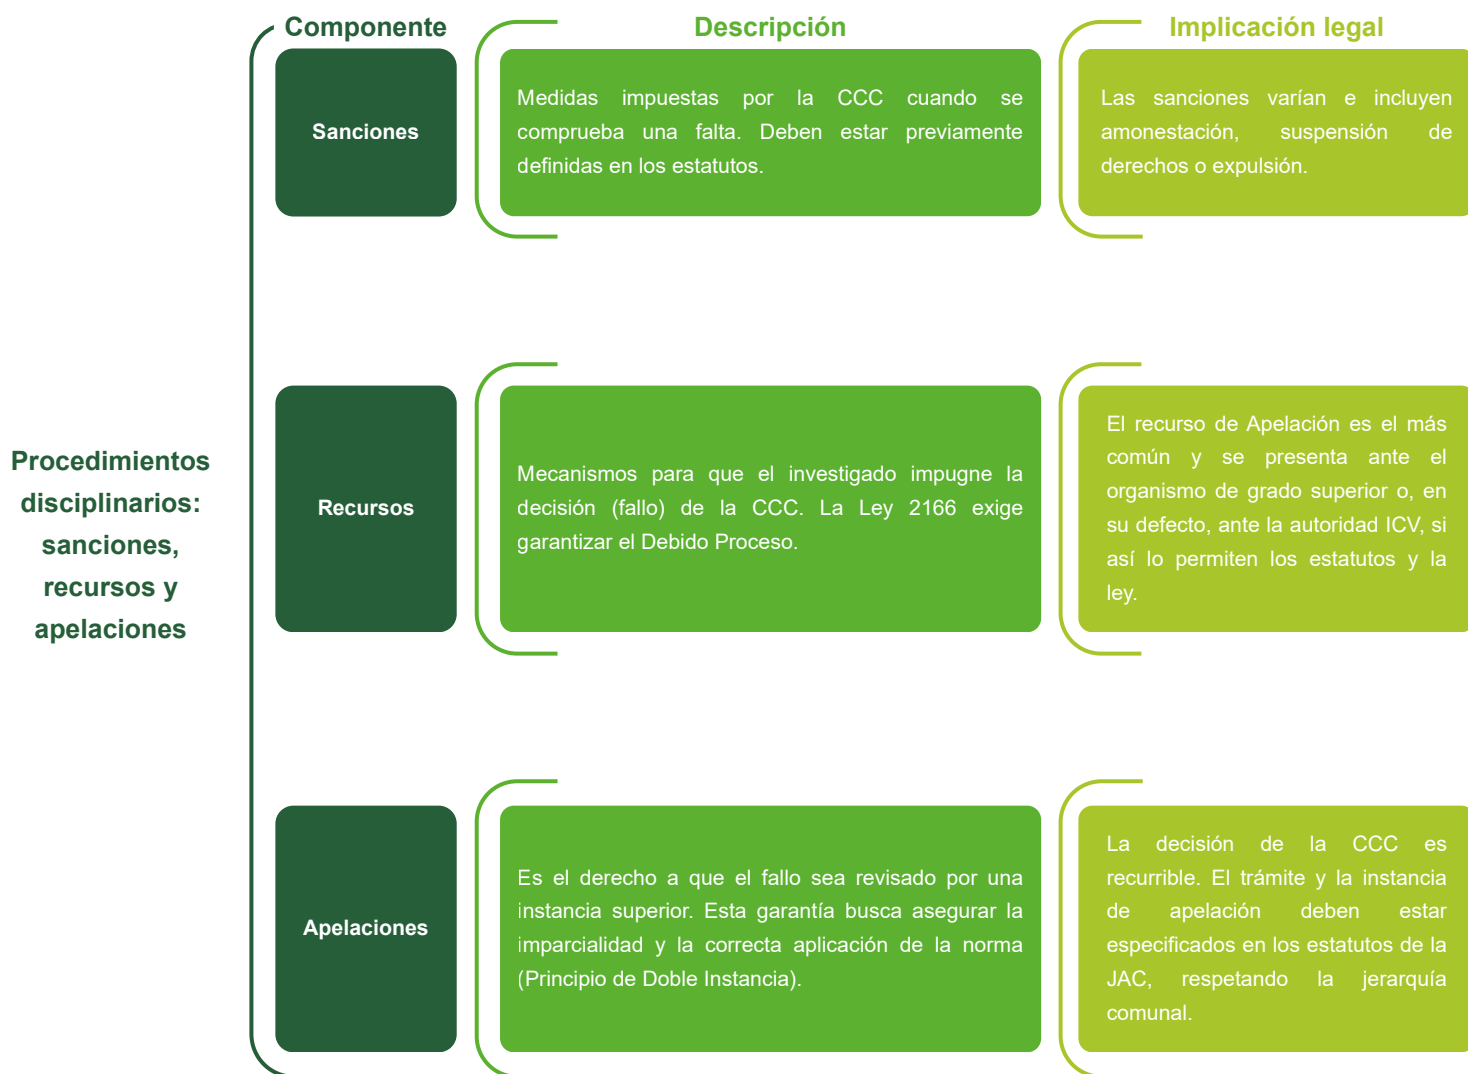 Componente
Descripción
Implicación legal
Procedimientos
disciplinarios:
sanciones,
recursos y
apelaciones
Sanciones
Medidas impuestas por la CCC cuando se
comprueba una falta. Deben estar previamente
definidas en los estatutos.
Las sanciones varían e incluyen
amonestación, suspensión de
derechos o expulsión.
Recursos
Mecanismos para que el investigado impugne la
decisión (fallo) de la CCC. La Ley 2166 exige
garantizar el Debido Proceso.
El recurso de Apelación es el más
común y se presenta ante el
organismo de grado superior o, en
su defecto, ante la autoridad ICV, si
así lo permiten los estatutos y la
ley.
Apelaciones
Es el derecho a que el fallo sea revisado por una
instancia superior. Esta garantía busca asegurar la
imparcialidad y la correcta aplicación de la norma
(Principio de Doble Instancia).
La decisión de la CCC es
recurrible. El trámite y la instancia
de apelación deben estar
especificados en los estatutos de la
JAC, respetando la jerarquía
comunal.